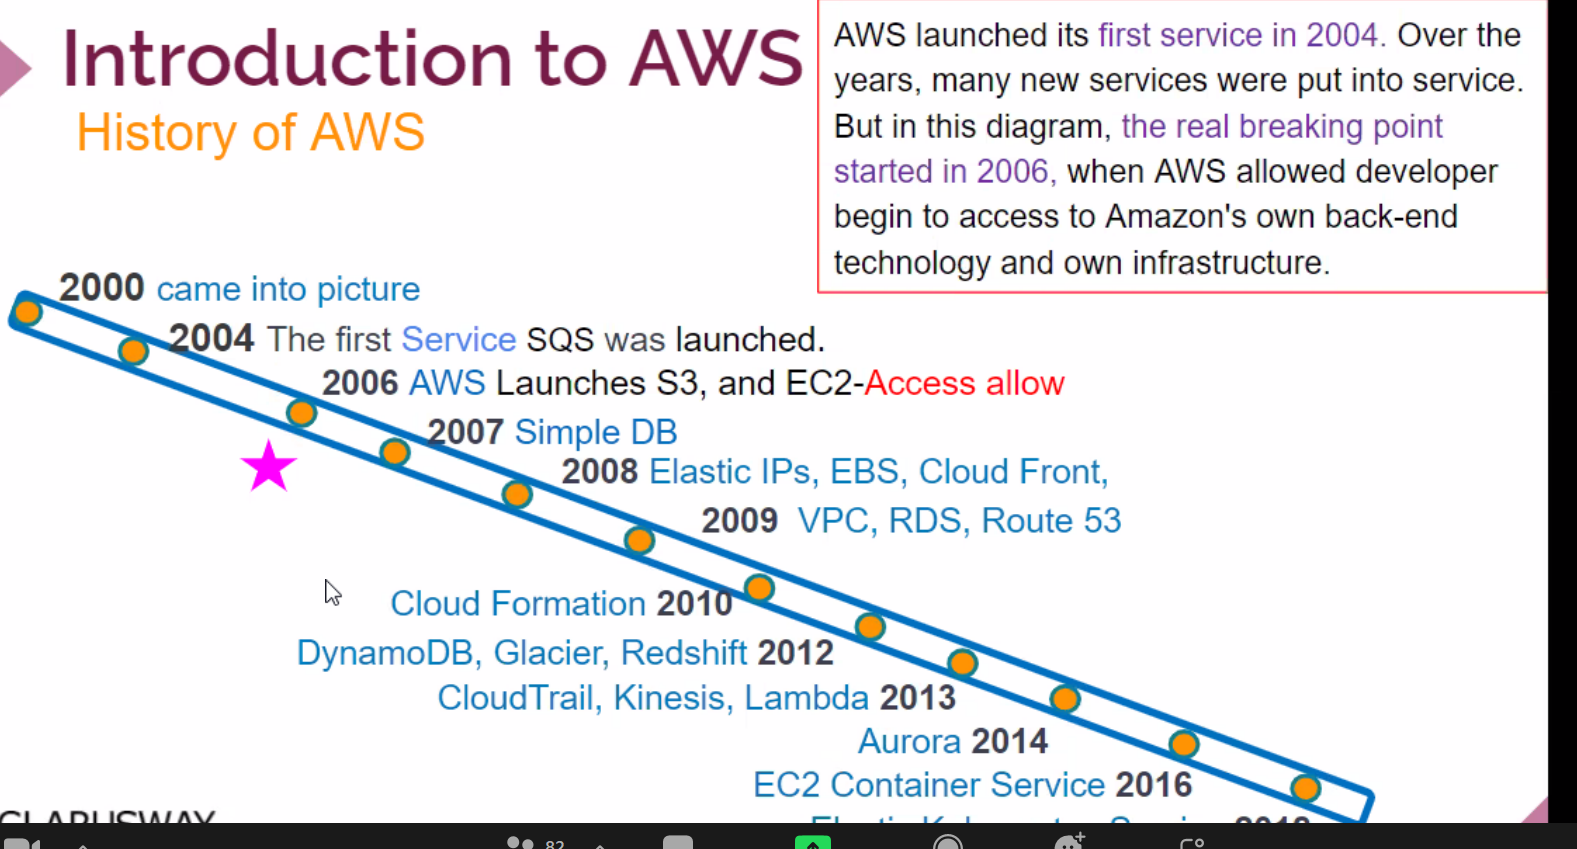 Introduction to AWS
History of AWS
AWS launched its first service in 2004. Over the
years, many new services were put into service.
But in this diagram, the real breaking point
started in 2006, when AWS allowed developer
begin to access to Amazon's own back-end
technology and own infrastructure.
2000 came into picture
2004 The first Service SQS was launched.
2006 AWS Launches S3, and EC2-Access allow
2007 Simple DB
2008 Elastic IPs, EBS, Cloud Front,
2009 VPC, RDS, Route 53
Cloud Formation 2010
DynamoDB, Glacier, Redshift 2012
CloudTrail, Kinesis, Lambda 2013
Aurora 2014
EC2 Container Service 2016
Elastic Kubernetes Service 2018
CLARUSWAY
82